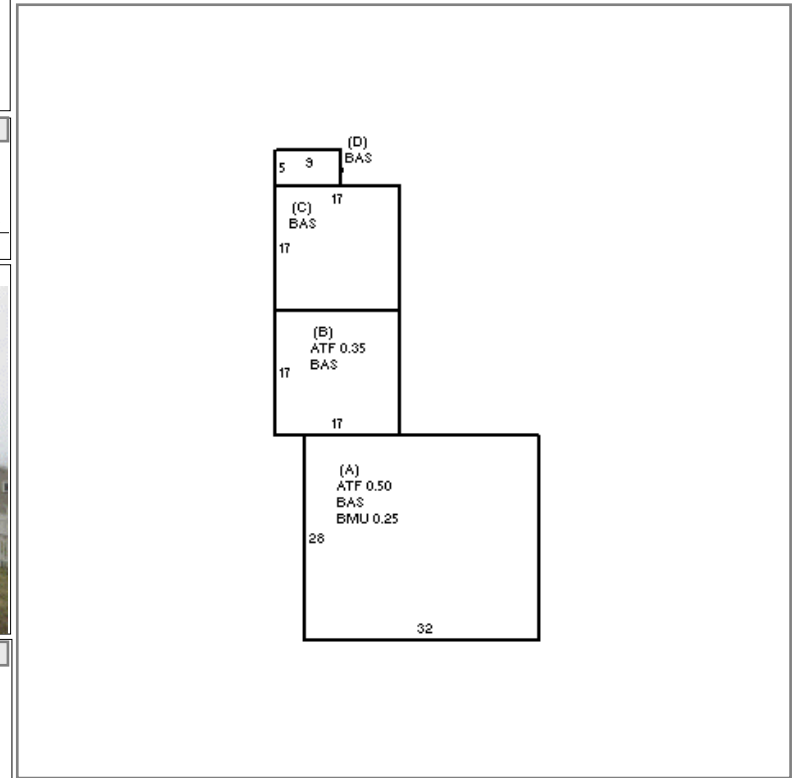 (D)
BAS
5 9
17
(C)
BAS
17
(B)
ATF 0.35
BAS
17
17
(A)
ATF 0.50
BAS
BMU 0.25
28
32